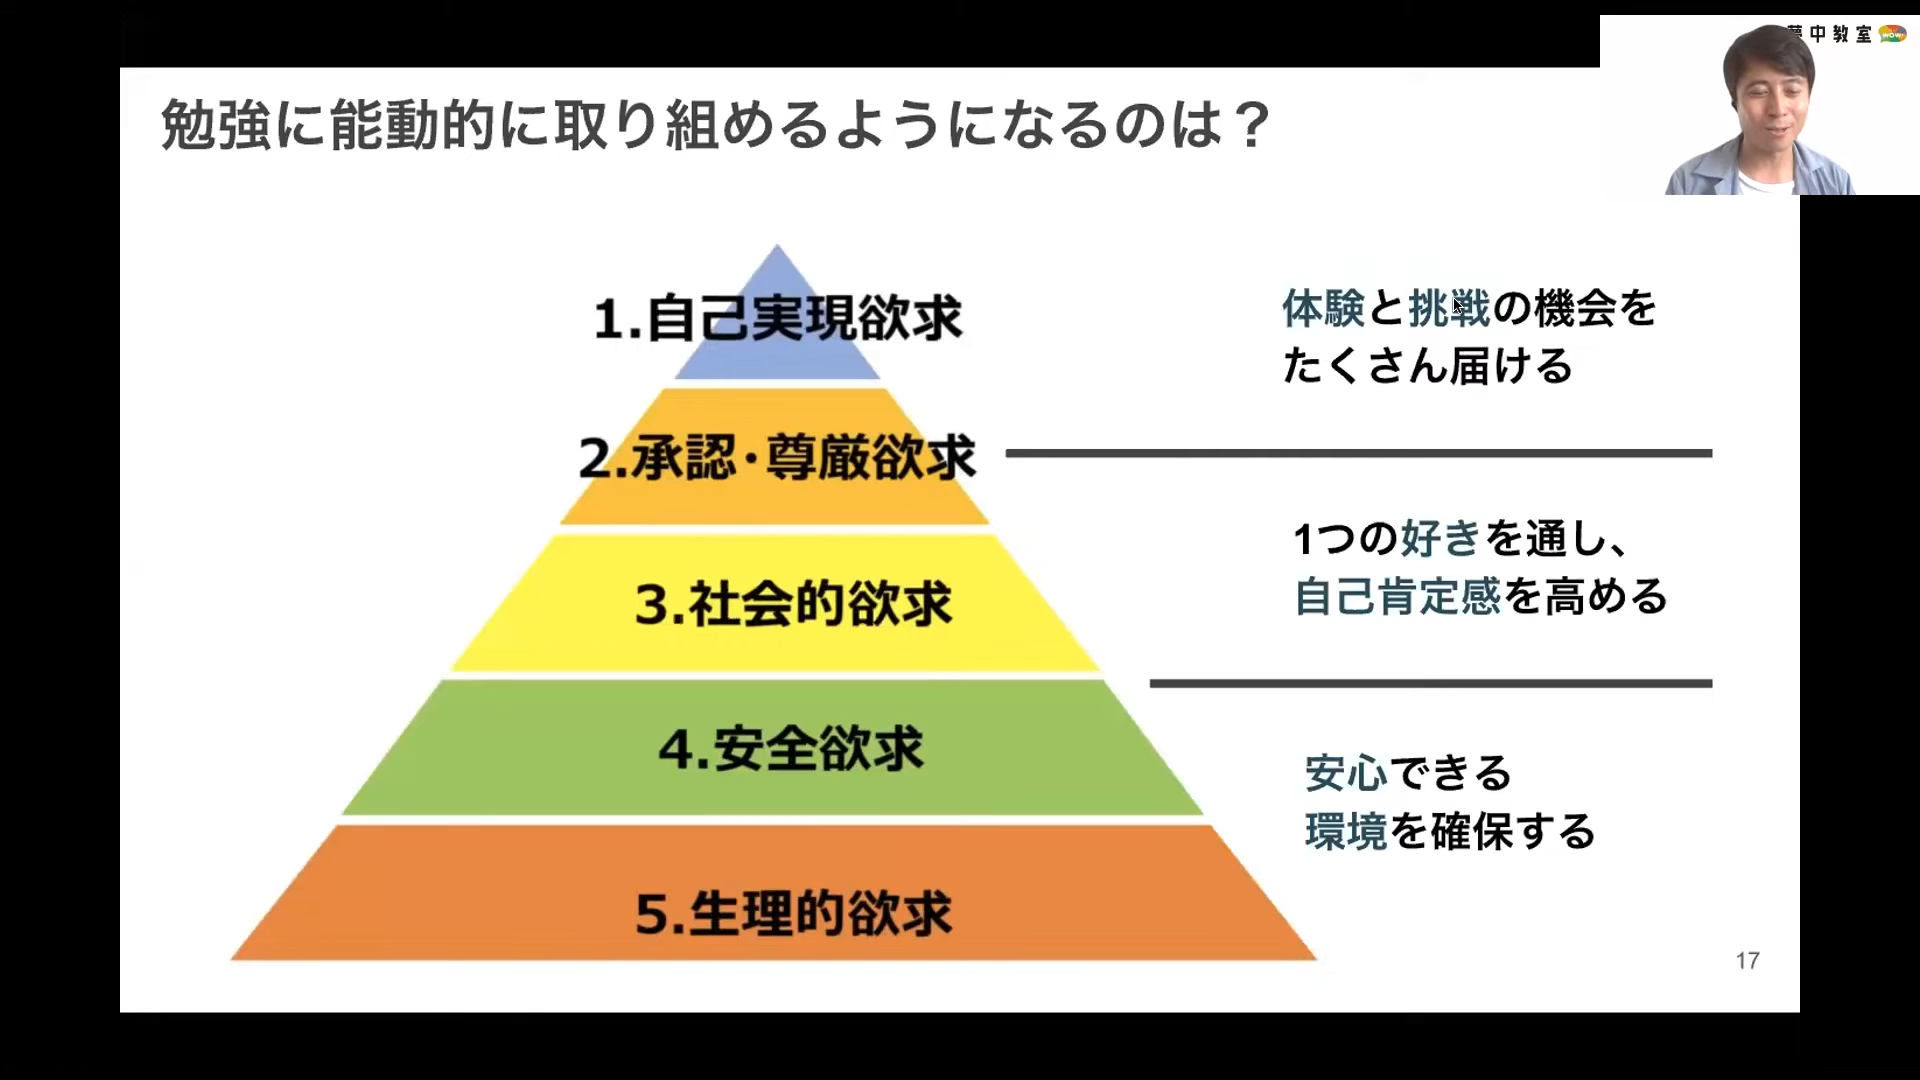 夢中教室 WOW!
勉強に能動的に取り組めるようになるのは？
1.自己実現欲求
体験と挑戦の機会を
たくさん届ける
2.承認・尊厳欲求
1つの好きを通し、
自己肯定感を高める
3.社会的欲求
4.安全欲求
安心できる
環境を確保する
5.生理的欲求
17